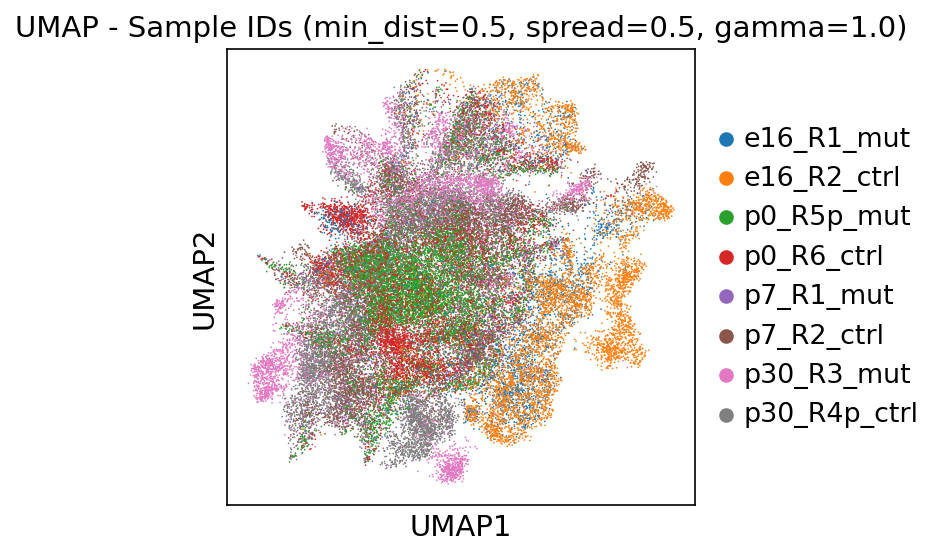 UMAP - Sample IDs (min_dist=0.5, spread=0.5, gamma=1.0)
UMAP2
e16_R1_mut
e16_R2_ctrl
p0_R5p_mut
p0_R6_ctrl
p7_R1_mut
p7_R2_ctrl
p30_R3_mut
p30_R4p_ctrl
UMAP1